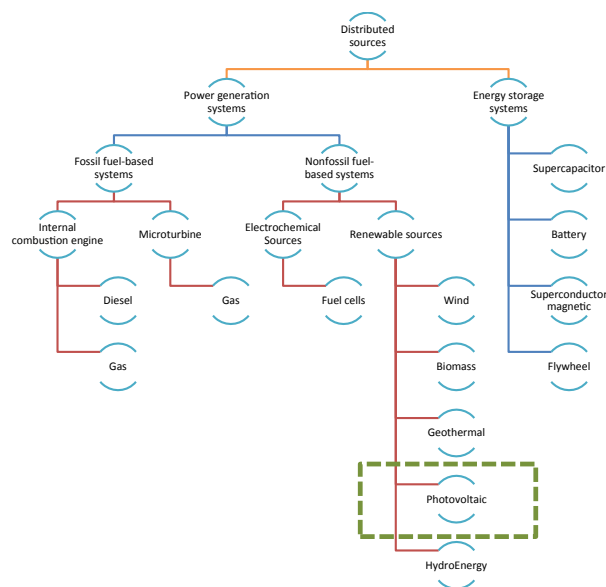 Distributed
sources
Power generation
systems
Energy storage
systems
Fossil fuel-based
systems
Nonfossil fuel-
based systems
Supercapacitor
Internal
combustion engine
Microturbine
Electrochemical
Sources
Renewable sources
Battery
Diesel
Gas
Fuel cells
Wind
Superconductor
magnetic
Gas
Biomass
Flywheel
Geothermal
Photovoltaic
HydroEnergy